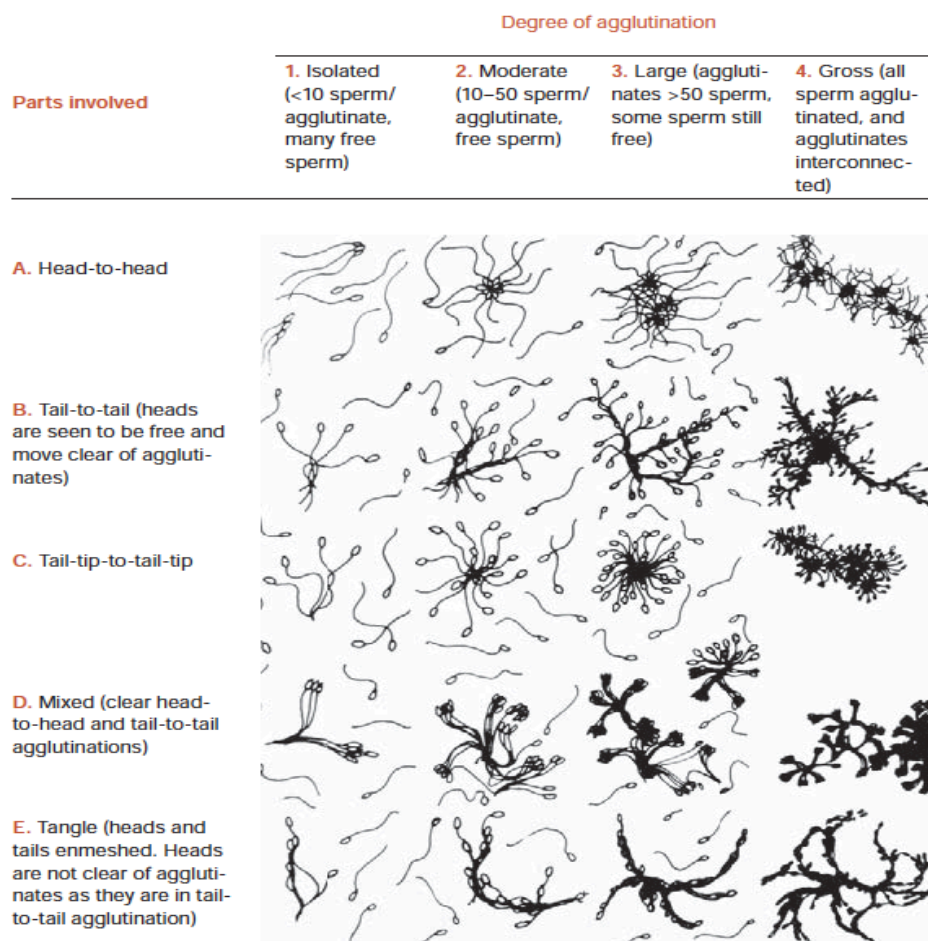 Degree of agglutination
Parts involved
1. Isolated
(<10 sperm/
agglutinate,
many free
sperm)
2. Moderate
(10–50 sperm/
agglutinate,
free sperm)
3. Large (aggluti-
nates >50 sperm,
some sperm still
free)
4. Gross (all
sperm agglu-
tinated, and
agglutinates
interconnec-
ted)
A. Head-to-head
B. Tail-to-tail (heads
are seen to be free and
move clear of aggluti-
nates)
C. Tail-tip-to-tail-tip
D. Mixed (clear head-
to-head and tail-to-tail
agglutinations)
E. Tangle (heads and
tails enmeshed. Heads
are not clear of aggluti-
nates as they are in tail-
to-tail agglutination)